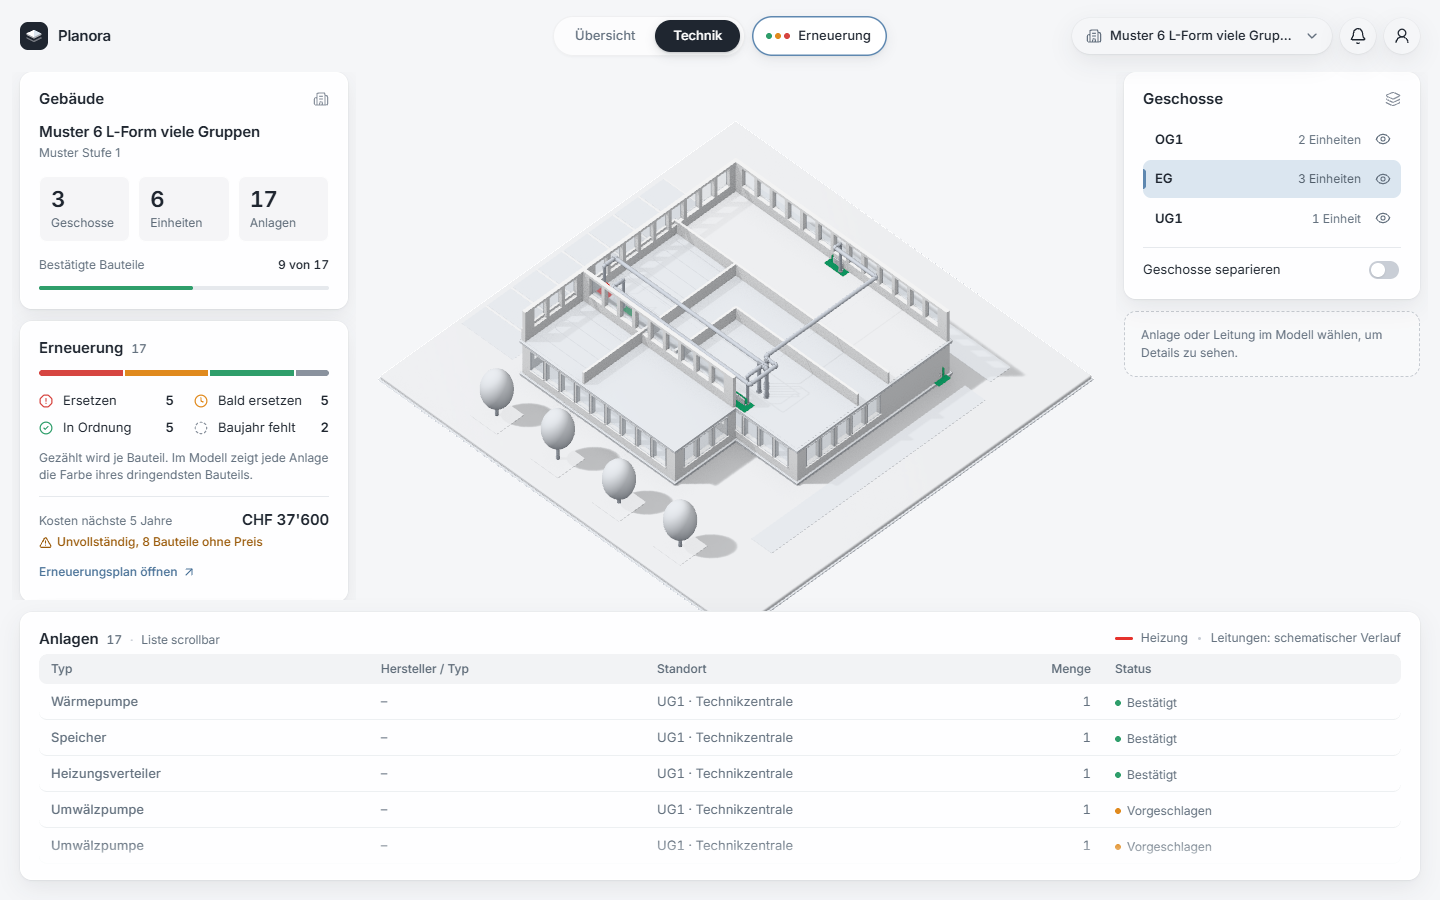 Planora
Übersicht
Technik
Erneuerung
Muster 6 L-Form viele Grup...
Gebäude
Muster 6 L-Form viele Gruppen
Muster Stufe 1
3 6 17
Geschosse Einheiten Anlagen
Bestätigte Bauteile 9 von 17
Erneuerung 17
Ersetzen 5 Bald ersetzen 5
In Ordnung 5 Baujahr fehlt 2
Gezählt wird je Bauteil. Im Modell zeigt jede Anlage
die Farbe ihres dringendsten Bauteils.
Kosten nächste 5 Jahre CHF 37'600
Unvollständig, 8 Bauteile ohne Preis
Erneuerungsplan öffnen
Geschosse
OG1 2 Einheiten
EG 3 Einheiten
UG1 1 Einheit
Geschosse separieren
Anlage oder Leitung im Modell wählen, um
Details zu sehen.
Anlagen 17 · Liste scrollbar
Heizung · Leitungen: schematischer Verlauf
Typ Hersteller / Typ Standort Menge Status
Wärmepumpe – UG1 · Technikzentrale 1 Bestätigt
Speicher – UG1 · Technikzentrale 1 Bestätigt
Heizungsverteiler – UG1 · Technikzentrale 1 Bestätigt
Umwälzpumpe – UG1 · Technikzentrale 1 Vorgeschlagen
Umwälzpumpe – UG1 · Technikzentrale 1 Vorgeschlagen